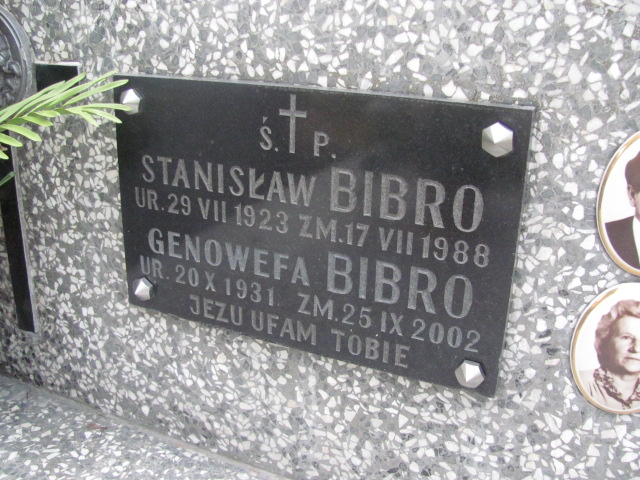 Ś. P.
STANISŁAW BIBRO
UR. 29 VII 1923 ZM. 17 VII 1988
GENOWEFA BIBRO
UR. 20 X 1931 ZM. 25 IX 2002
JEZU UFAM TOBIE